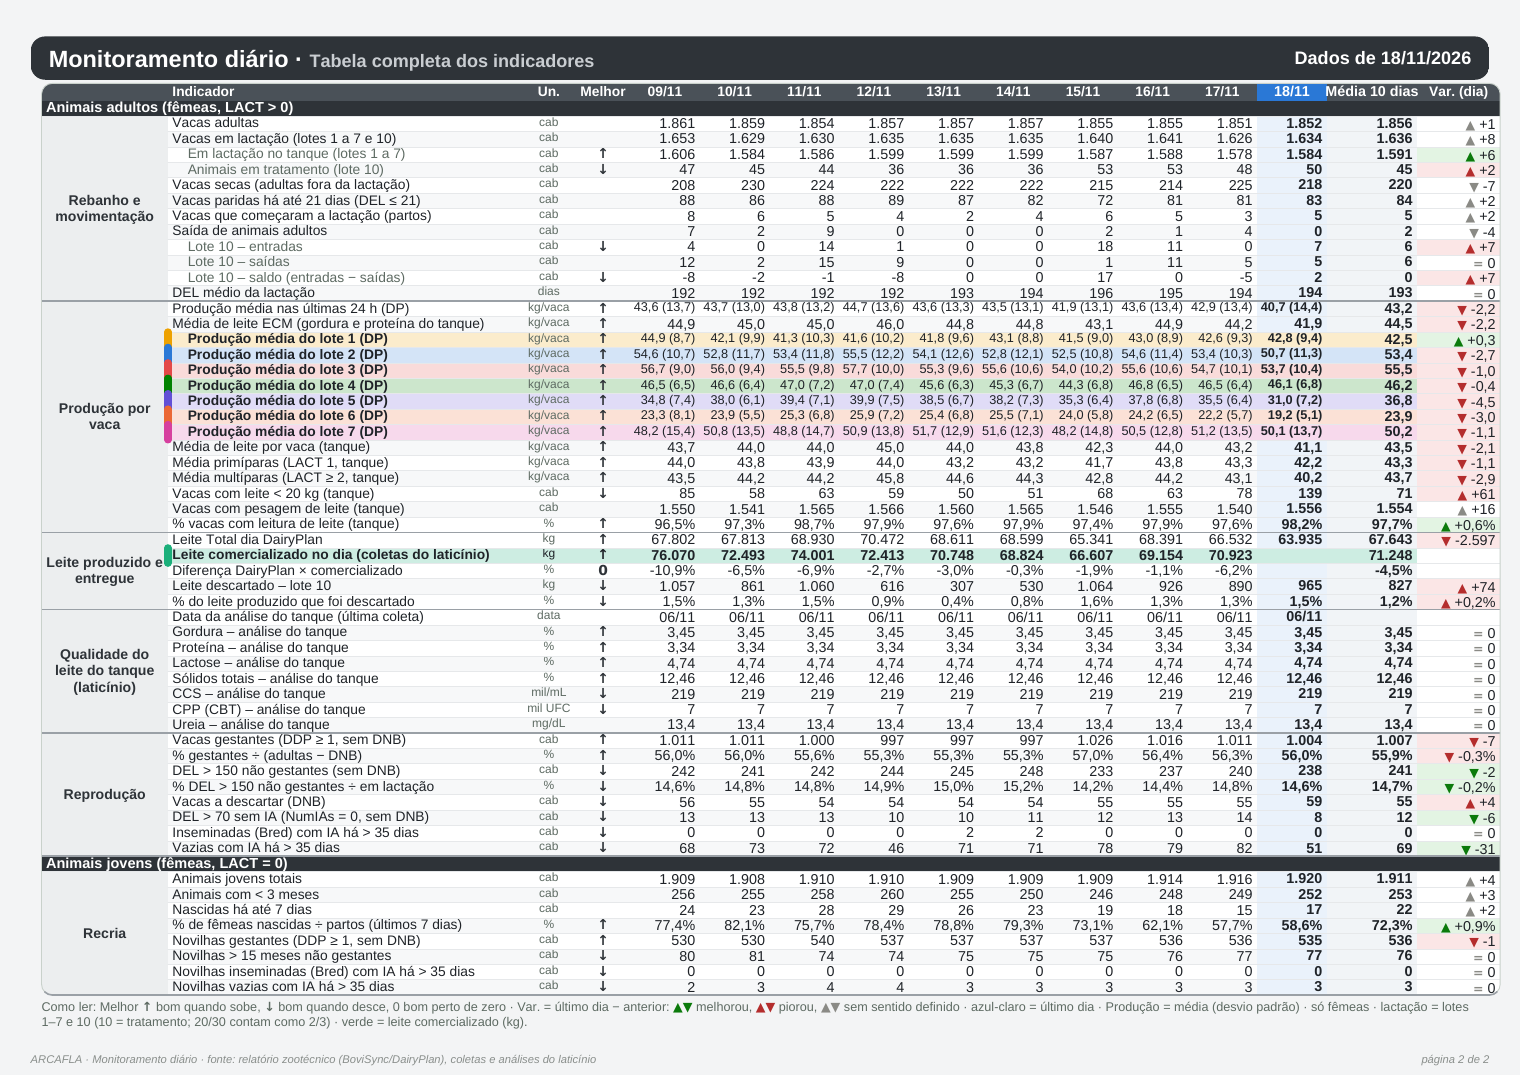 Monitoramento diário · Tabela completa dos indicadores Dados de 18/11/2026
Indicador Un. Melhor 09/11 10/11 11/11 12/11 13/11 14/11 15/11 16/11 17/11 18/11 Média 10 dias Var. (dia)
Animais adultos (fêmeas, LACT > 0)
Rebanho e movimentação
Vacas adultas cab 1.861 1.859 1.854 1.857 1.857 1.857 1.855 1.855 1.851 1.852 1.856 ▲ +1
Vacas em lactação (lotes 1 a 7 e 10) cab 1.653 1.629 1.630 1.635 1.635 1.635 1.640 1.641 1.626 1.634 1.636 ▲ +8
Em lactação no tanque (lotes 1 a 7) cab ↑ 1.606 1.584 1.586 1.599 1.599 1.599 1.587 1.588 1.578 1.584 1.591 ▲ +6
Animais em tratamento (lote 10) cab ↓ 47 45 44 36 36 36 53 53 48 50 45 ▲ +2
Vacas secas (adultas fora da lactação) cab 208 230 224 222 222 222 215 214 225 218 220 ▼ -7
Vacas paridas há até 21 dias (DEL ≤ 21) cab 88 86 88 89 87 82 72 81 81 83 84 ▲ +2
Vacas que começaram a lactação (partos) cab 8 6 5 4 2 4 6 5 3 5 5 ▲ +2
Saída de animais adultos cab 7 2 9 0 0 0 2 1 4 0 2 ▼ -4
Lote 10 – entradas cab ↓ 4 0 14 1 0 0 18 11 0 7 6 ▲ +7
Lote 10 – saídas cab 12 2 15 9 0 0 1 11 5 5 6 = 0
Lote 10 – saldo (entradas − saídas) cab ↓ -8 -2 -1 -8 0 0 17 0 -5 2 0 ▲ +7
DEL médio da lactação dias 192 192 192 192 193 194 196 195 194 194 193 = 0
Produção por vaca
Produção média nas últimas 24 h (DP) kg/vaca ↑ 43,6 (13,0) 43,7 (13,0) 43,8 (13,2) 44,7 (13,6) 43,6 (13,3) 43,5 (13,1) 41,9 (13,1) 43,6 (13,4) 42,9 (13,4) 40,7 (14,4) 43,2 ▼ -2,2
Média de leite ECM (gordura e proteína do tanque) kg/vaca ↑ 44,9 45,0 45,0 46,0 44,8 44,8 43,1 44,9 44,2 41,9 44,5 ▼ -2,2
Produção média do lote 1 (DP) kg/vaca ↑ 44,9 (8,7) 42,1 (9,9) 41,3 (10,3) 41,6 (10,2) 41,8 (9,6) 43,1 (8,8) 41,5 (9,0) 43,0 (8,9) 42,6 (9,3) 42,8 (9,4) 42,5 ▲ +0,3
Produção média do lote 2 (DP) kg/vaca ↑ 54,6 (10,7) 52,8 (11,7) 53,4 (11,8) 55,5 (12,2) 54,1 (12,6) 52,8 (12,1) 52,5 (10,8) 54,6 (11,4) 53,4 (10,3) 50,7 (11,3) 53,4 ▼ -2,7
Produção média do lote 3 (DP) kg/vaca ↑ 56,7 (9,0) 56,0 (9,4) 55,5 (9,8) 57,7 (10,0) 55,3 (9,6) 55,6 (10,6) 54,0 (10,2) 55,6 (10,6) 54,7 (10,1) 53,7 (10,4) 55,5 ▼ -1,0
Produção média do lote 4 (DP) kg/vaca ↑ 46,5 (6,5) 46,6 (6,4) 47,0 (7,2) 47,0 (7,4) 45,6 (6,3) 45,3 (6,7) 44,3 (6,8) 46,8 (6,5) 46,5 (6,4) 46,1 (6,8) 46,2 ▼ -0,4
Produção média do lote 5 (DP) kg/vaca ↑ 34,8 (7,4) 38,0 (6,1) 39,4 (7,1) 39,9 (7,5) 38,5 (6,7) 38,2 (7,3) 35,3 (6,4) 37,8 (6,8) 35,5 (6,4) 31,0 (7,2) 36,8 ▼ -4,5
Produção média do lote 6 (DP) kg/vaca ↑ 23,3 (8,1) 23,9 (5,5) 25,3 (6,8) 25,9 (7,2) 25,4 (6,8) 25,5 (7,1) 24,0 (5,8) 24,2 (6,5) 22,2 (5,7) 19,2 (5,1) 23,9 ▼ -3,0
Produção média do lote 7 (DP) kg/vaca ↑ 48,2 (15,4) 50,8 (13,5) 48,4 (14,7) 50,9 (13,8) 51,7 (12,9) 51,6 (12,3) 48,2 (14,8) 50,5 (12,8) 51,2 (13,5) 50,1 (13,7) 50,2 ▼ -1,1
Média de leite por vaca (tanque) kg/vaca ↑ 43,7 44,0 44,0 45,0 44,0 43,8 42,3 44,0 43,2 41,1 43,5 ▼ -2,1
Média primíparas (LACT 1, tanque) kg/vaca ↑ 44,0 43,8 43,9 44,0 43,2 43,2 41,7 43,8 43,3 42,2 43,3 ▼ -1,1
Média multíparas (LACT ≥ 2, tanque) kg/vaca ↑ 43,5 44,2 44,2 45,8 44,6 44,3 42,8 44,2 43,1 40,2 43,7 ▼ -2,9
Vacas com leite < 20 kg (tanque) cab ↓ 85 58 63 59 50 51 68 63 78 139 71 ▲ +61
Vacas com pesagem de leite (tanque) cab 1.550 1.541 1.565 1.566 1.560 1.565 1.546 1.555 1.540 1.556 1.554 ▲ +16
% vacas com leitura de leite (tanque) % ↑ 96,5% 97,3% 98,7% 97,9% 97,6% 97,9% 97,4% 97,9% 97,6% 98,2% 97,7% ▲ +0,6%
Leite produzido e entregue
Leite Total dia DairyPlan kg ↑ 67.802 67.813 68.930 70.472 68.611 68.599 65.341 68.391 66.532 63.935 67.643 ▼ -2.597
Leite comercializado no dia (coletas do laticínio) kg ↑ 76.070 72.493 74.001 72.413 70.748 68.824 66.607 69.154 70.923 71.248
Diferença DairyPlan × comercializado % 0 -10,9% -6,5% -6,9% -2,7% -3,0% -0,3% -1,9% -1,1% -6,2% -4,5%
Leite descartado – lote 10 kg ↓ 1.057 861 1.060 616 307 530 1.064 926 890 965 827 ▲ +74
% do leite produzido que foi descartado % ↓ 1,5% 1,3% 1,5% 0,9% 0,4% 0,8% 1,6% 1,3% 1,3% 1,5% 1,2% ▲ +0,2%
Qualidade do leite do tanque (laticínio)
Data da análise do tanque (última coleta) data 06/11 06/11 06/11 06/11 06/11 06/11 06/11 06/11 06/11 06/11
Gordura – análise do tanque % ↑ 3,45 3,45 3,45 3,45 3,45 3,45 3,45 3,45 3,45 3,45 3,45 = 0
Proteína – análise do tanque % ↑ 3,34 3,34 3,34 3,34 3,34 3,34 3,34 3,34 3,34 3,34 3,34 = 0
Lactose – análise do tanque % ↑ 4,74 4,74 4,74 4,74 4,74 4,74 4,74 4,74 4,74 4,74 4,74 = 0
Sólidos totais – análise do tanque % ↑ 12,46 12,46 12,46 12,46 12,46 12,46 12,46 12,46 12,46 12,46 12,46 = 0
CCS – análise do tanque mil/mL ↓ 219 219 219 219 219 219 219 219 219 219 219 = 0
CPP (CBT) – análise do tanque mil UFC ↓ 7 7 7 7 7 7 7 7 7 7 7 = 0
Ureia – análise do tanque mg/dL 13,4 13,4 13,4 13,4 13,4 13,4 13,4 13,4 13,4 13,4 13,4 = 0
Reprodução
Vacas gestantes (DDP ≥ 1, sem DNB) cab ↑ 1.011 1.011 1.000 997 997 997 1.026 1.016 1.011 1.004 1.007 ▼ -7
% gestantes ÷ (adultas − DNB) % ↑ 56,0% 56,0% 55,6% 55,3% 55,3% 55,3% 57,0% 56,4% 56,3% 56,0% 55,9% ▼ -0,3%
DEL > 150 não gestantes (sem DNB) cab ↓ 242 241 242 244 245 248 233 237 240 238 241 ▼ -2
% DEL > 150 não gestantes ÷ em lactação % ↓ 14,6% 14,8% 14,8% 14,9% 15,0% 15,2% 14,2% 14,4% 14,8% 14,6% 14,7% ▼ -0,2%
Vacas a descartar (DNB) cab ↓ 56 55 54 54 54 54 55 55 55 59 55 ▲ +4
DEL > 70 sem IA (NumIAs = 0, sem DNB) cab ↓ 13 13 13 10 10 11 12 13 14 8 12 ▼ -6
Inseminadas (Bred) com IA há > 35 dias cab ↓ 0 0 0 0 2 2 0 0 0 0 0 = 0
Vazias com IA há > 35 dias cab ↓ 68 73 72 46 71 71 78 79 82 51 69 ▼ -31
Animais jovens (fêmeas, LACT = 0)
Recria
Animais jovens totais cab 1.909 1.908 1.910 1.910 1.909 1.909 1.909 1.914 1.916 1.920 1.911 ▲ +4
Animais com < 3 meses cab 256 255 258 260 255 250 246 248 249 252 253 ▲ +3
Nascidas há até 7 dias cab 24 23 28 29 26 23 19 18 15 17 22 ▲ +2
% de fêmeas nascidas ÷ partos (últimos 7 dias) % ↑ 77,4% 82,1% 75,7% 78,4% 78,8% 79,3% 73,1% 62,1% 57,7% 58,6% 72,3% ▲ +0,9%
Novilhas gestantes (DDP ≥ 1, sem DNB) cab ↑ 530 530 540 537 537 537 537 536 536 535 536 ▼ -1
Novilhas > 15 meses não gestantes cab ↓ 80 81 74 74 75 75 75 76 77 77 76 = 0
Novilhas inseminadas (Bred) com IA há > 35 dias cab ↓ 0 0 0 0 0 0 0 0 0 0 0 = 0
Novilhas vazias com IA há > 35 dias cab ↓ 2 3 4 4 3 3 3 3 3 3 3 = 0
Como ler: Melhor ↑ bom quando sobe, ↓ bom quando desce, 0 bom perto de zero · Var. = último dia − anterior: ▲▼ melhorou, ▲▼ piorou, ▲▼ sem sentido definido · azul-claro = último dia · Produção = média (desvio padrão) · só fêmeas · lactação = lotes
1–7 e 10 (10 = tratamento; 20/30 contam como 2/3) · verde = leite comercializado (kg).
ARCAFLA · Monitoramento diário · fonte: relatório zootécnico (BoviSync/DairyPlan), coletas e análises do laticínio página 2 de 2